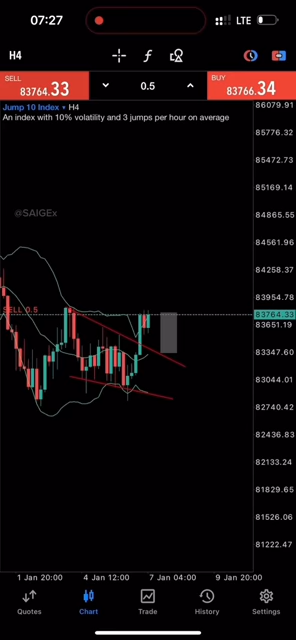 07:27
LTE
H4
SELL
83764.33
0.5
BUY
83766.34
Jump 10 Index H4
An index with 10% volatility and 3 jumps per hour on average
@SAIGEx
SELL 0.5
86079.91
85776.32
85472.73
85169.14
84865.55
84561.96
84258.37
83954.78
83764.33
83651.19
83347.60
83044.01
82740.42
82436.83
82133.24
81829.65
81526.06
81222.47
1 Jan 20:00
4 Jan 12:00
7 Jan 04:00
9 Jan 20:00
Quotes
Chart
Trade
History
Settings